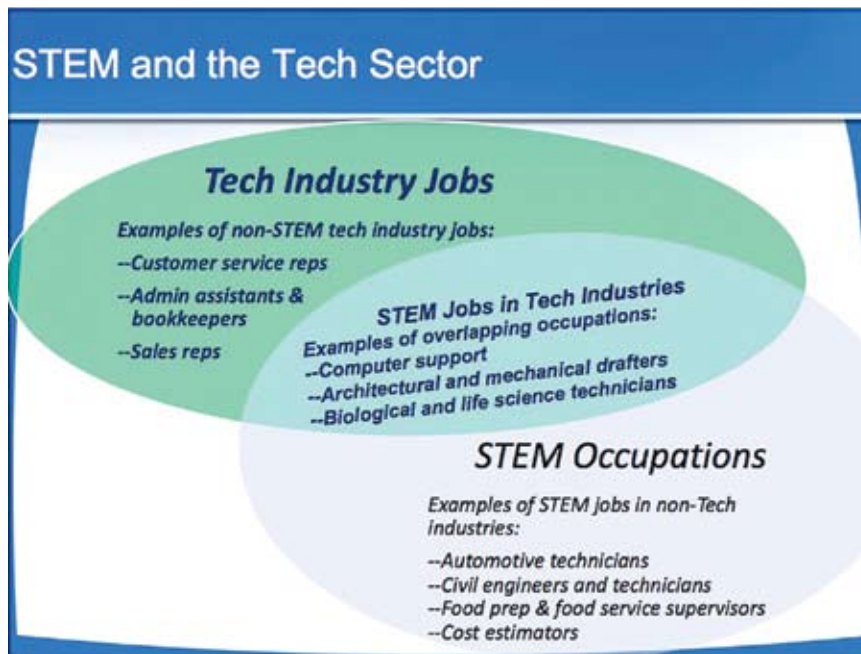 STEM and the Tech Sector
Tech Industry Jobs
Examples of non-STEM tech industry jobs:
--Customer service reps
--Admin assistants &
bookkeepers
--Sales reps
STEM Jobs in Tech Industries
Examples of overlapping occupations:
--Computer support
--Architectural and mechanical drafters
--Biological and life science technicians
STEM Occupations
Examples of STEM jobs in non-Tech
industries:
--Automotive technicians
--Civil engineers and technicians
--Food prep & food service supervisors
--Cost estimators